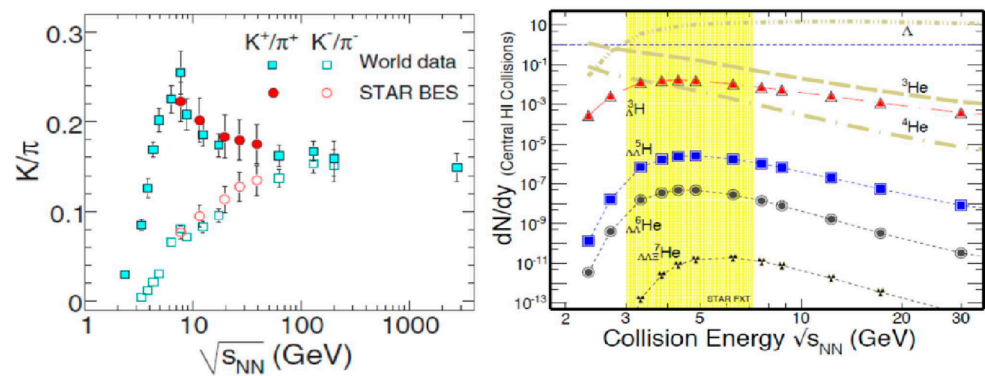 K⁺/π⁺ K⁻/π⁻
World data
STAR BES
K/π
0.3
0.2
0.1
0
1 10 100 1000
√sNN (GeV)
dN/dy (Central HI Collisions)
10
10⁻¹
10⁻³
10⁻⁵
10⁻⁷
10⁻⁹
10⁻¹¹
10⁻¹³
Λ
³He
⁴He
³ΛH
⁵ΛΛH
⁶ΛΛHe
⁷ΛΛΞHe
STAR FXT
2 3 4 5 10 20 30
Collision Energy √sNN (GeV)